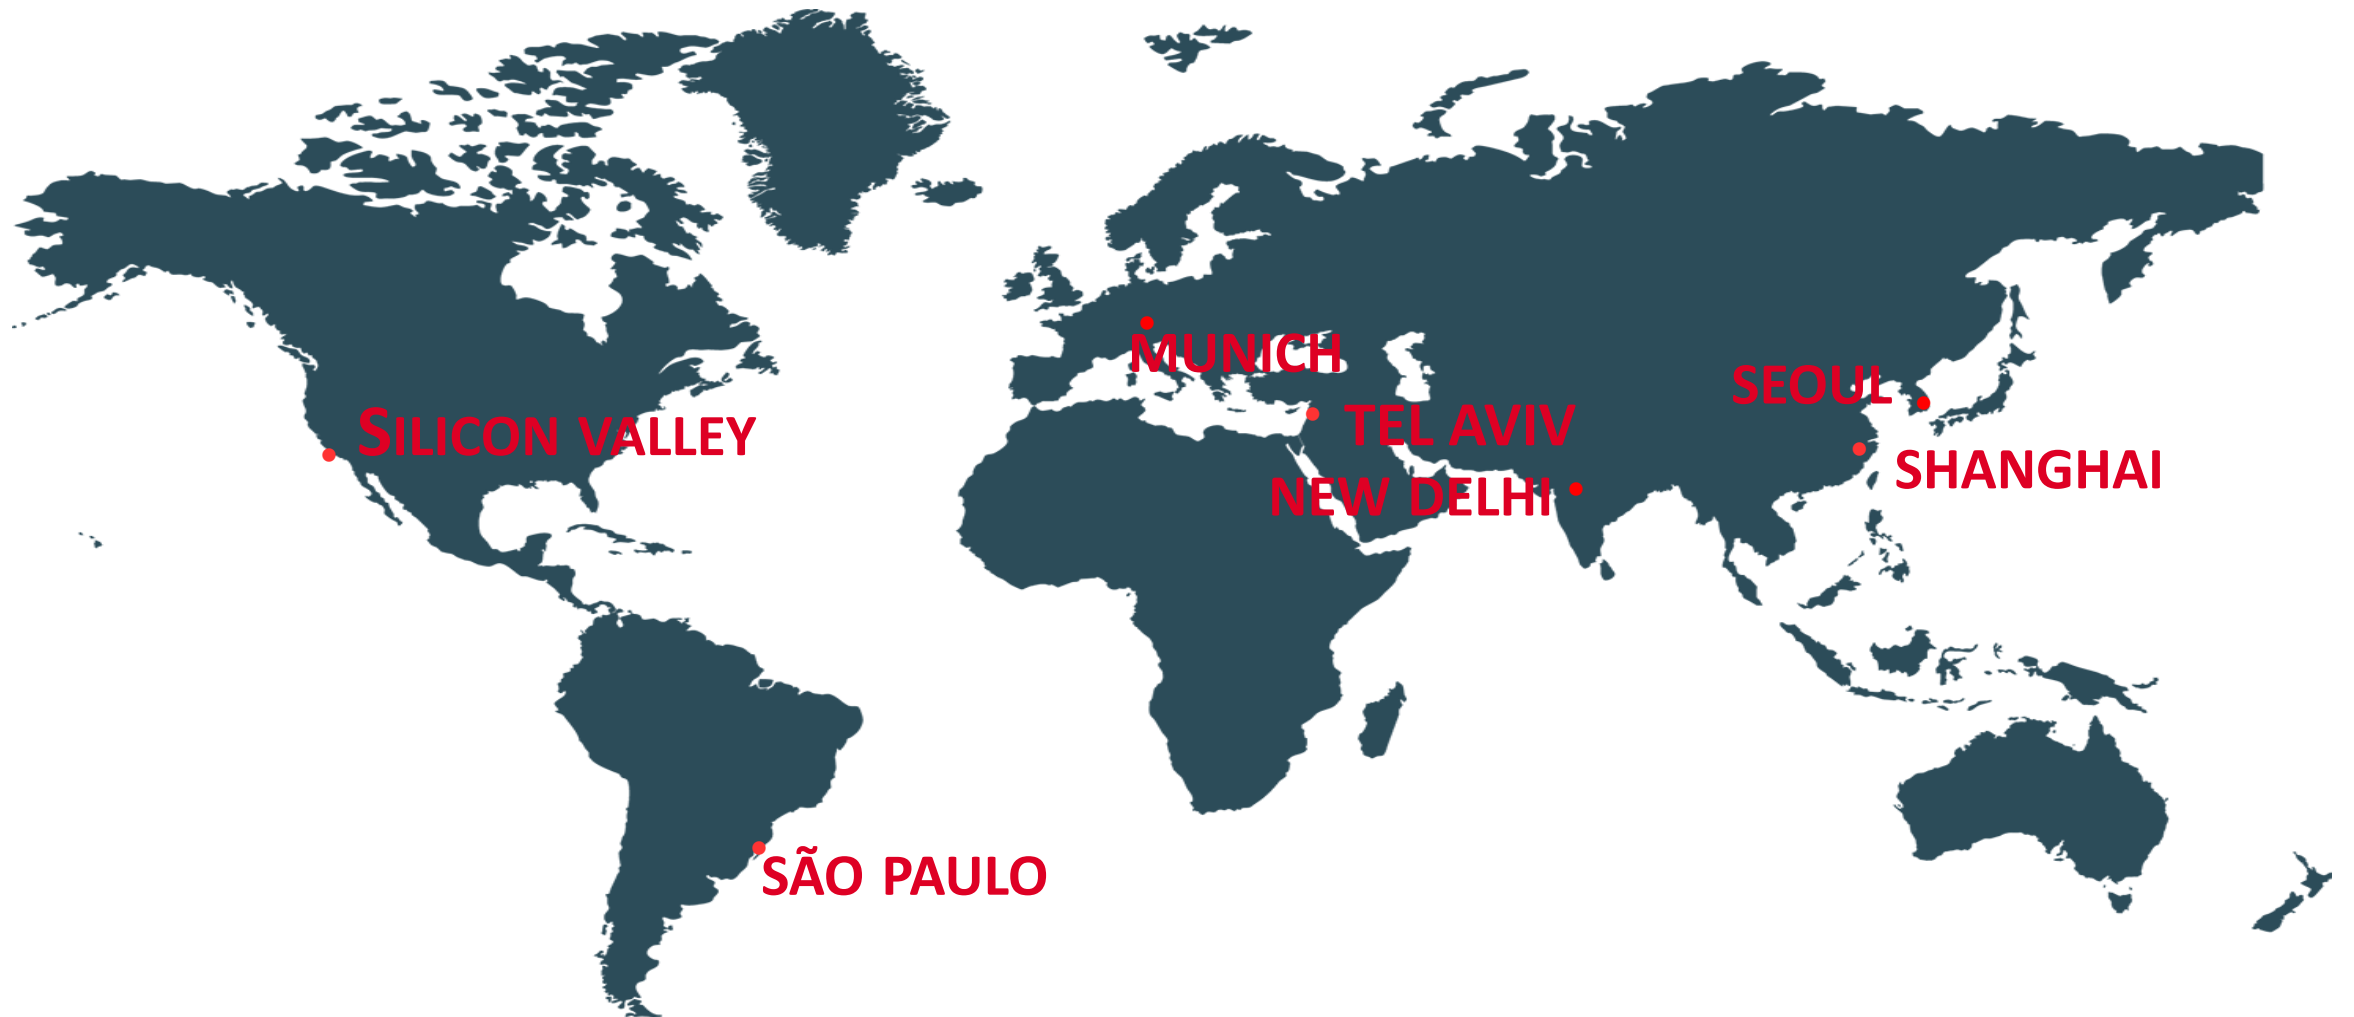 MUNICH
SEOUL
SILICON VALLEY
TEL AVIV
SHANGHAI
NEW DELHI
SÃO PAULO